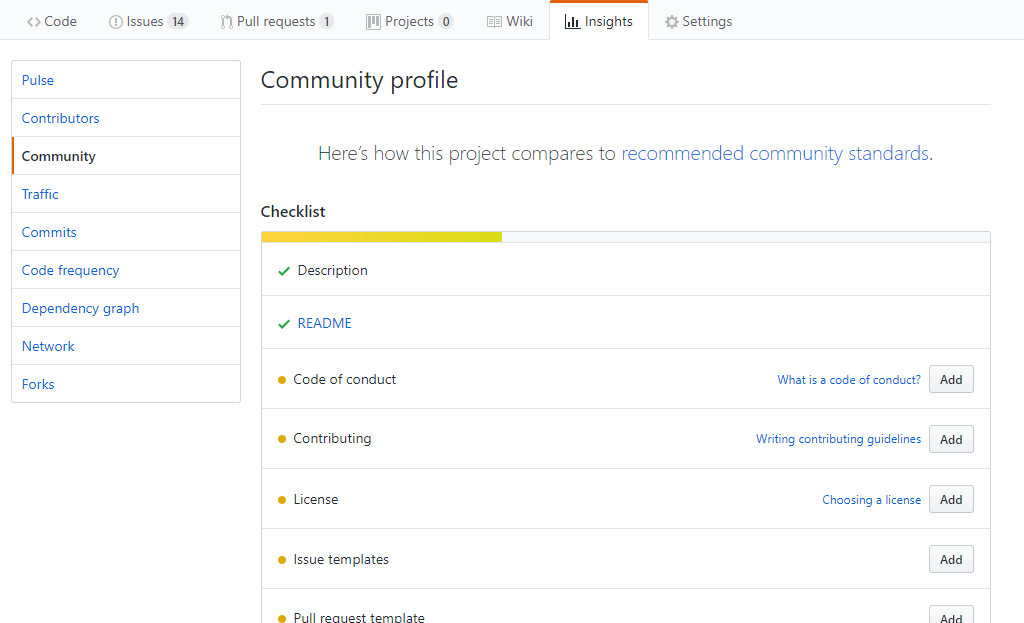 Code Issues 14 Pull requests 1 Projects 0 Wiki Insights Settings
Pulse
Contributors
Community
Traffic
Commits
Code frequency
Dependency graph
Network
Forks
Community profile
Here’s how this project compares to recommended community standards.
Checklist
Description
README
Code of conduct What is a code of conduct? Add
Contributing Writing contributing guidelines Add
License Choosing a license Add
Issue templates Add
Pull request template Add